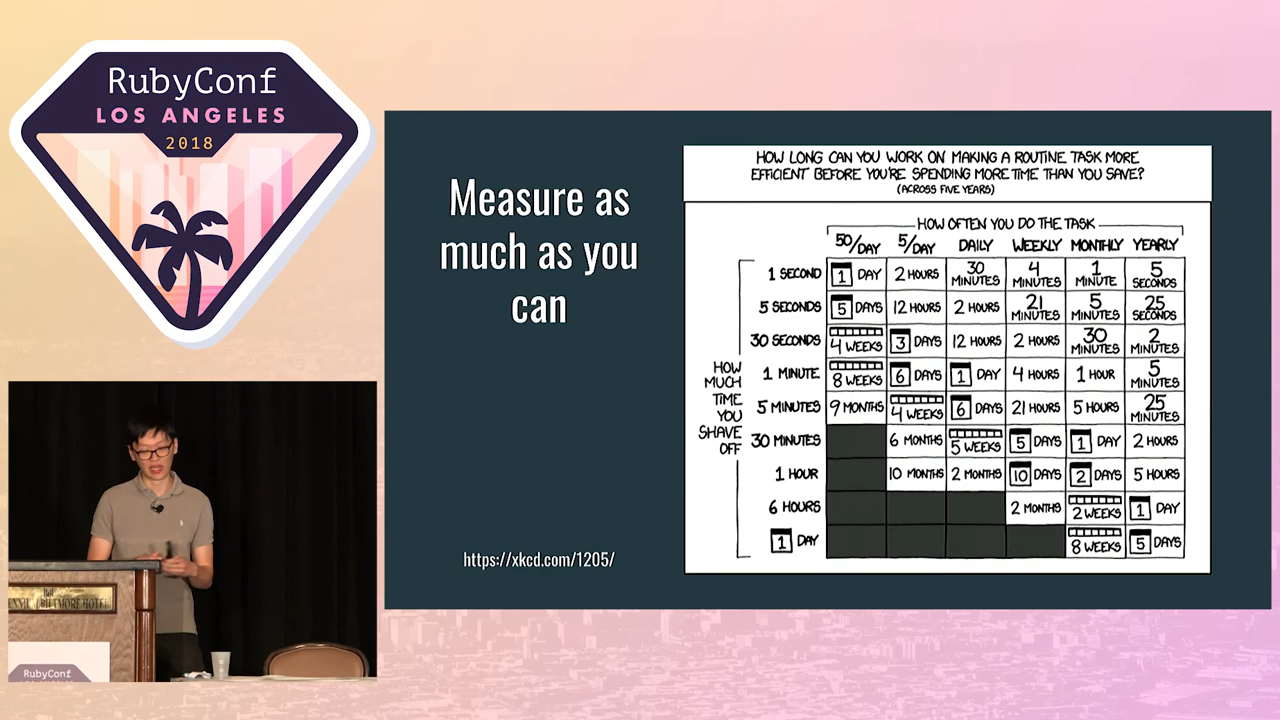 RubyConf
LOS ANGELES
2018
Measure as
much as you
can
https://xkcd.com/1205/
HOW LONG CAN YOU WORK ON MAKING A ROUTINE TASK MORE
EFFICIENT BEFORE YOU'RE SPENDING MORE TIME THAN YOU SAVE?
(ACROSS FIVE YEARS)
HOW OFTEN YOU DO THE TASK
50/DAY 5/DAY DAILY WEEKLY MONTHLY YEARLY
HOW
MUCH
TIME
YOU
SHAVE
OFF
1 SECOND 1 DAY 2 HOURS 30 MINUTES 4 MINUTES 1 MINUTE 5 SECONDS
5 SECONDS 5 DAYS 12 HOURS 2 HOURS 21 MINUTES 5 MINUTES 25 SECONDS
30 SECONDS 4 WEEKS 3 DAYS 12 HOURS 2 HOURS 30 MINUTES 2 MINUTES
1 MINUTE 8 WEEKS 6 DAYS 1 DAY 4 HOURS 1 HOUR 5 MINUTES
5 MINUTES 9 MONTHS 4 WEEKS 6 DAYS 21 HOURS 5 HOURS 25 MINUTES
30 MINUTES 6 MONTHS 5 WEEKS 5 DAYS 1 DAY 2 HOURS
1 HOUR 10 MONTHS 2 MONTHS 10 DAYS 2 DAYS 5 HOURS
6 HOURS 2 MONTHS 2 WEEKS 1 DAY
1 DAY 8 WEEKS 5 DAYS
BILTMORE HOTEL
RubyConf